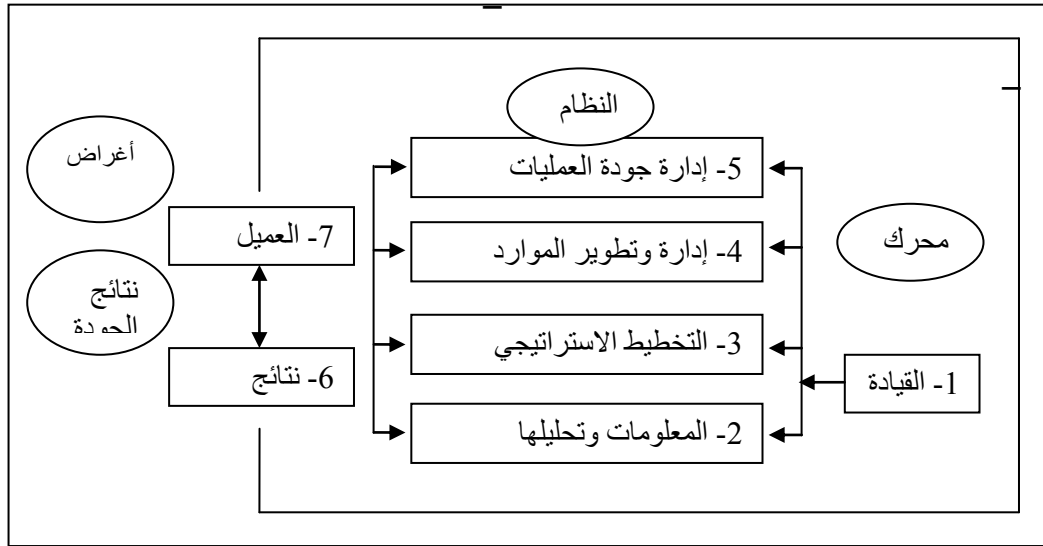 النظام
أغراض
محرك
5- إدارة جودة العمليات
4- إدارة وتطوير الموارد
3- التخطيط الاستراتيجي
2- المعلومات وتحليلها
1- القيادة
7- العميل
نتائج
الجودة
6- نتائج